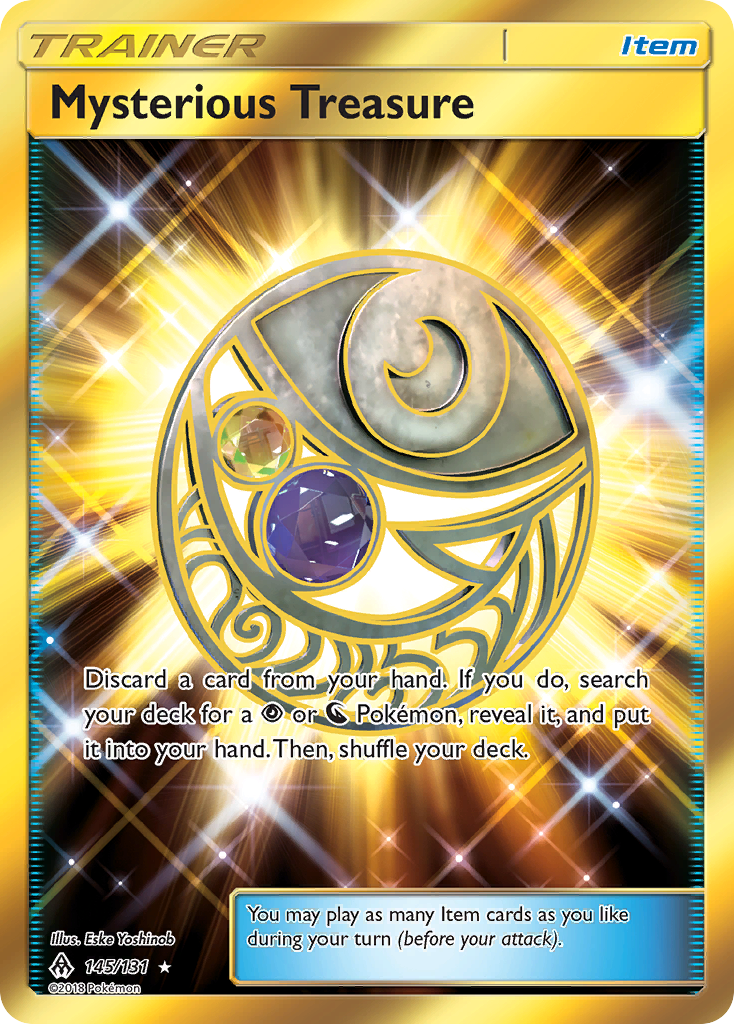 TRAINER
Item
Mysterious Treasure
Discard a card from your hand. If you do, search
your deck for a or Pokémon, reveal it, and put
it into your hand. Then, shuffle your deck.
You may play as many Item cards as you like
during your turn (before your attack).
Illus. Eske Yoshinob
145/131 ★
©2018 Pokémon